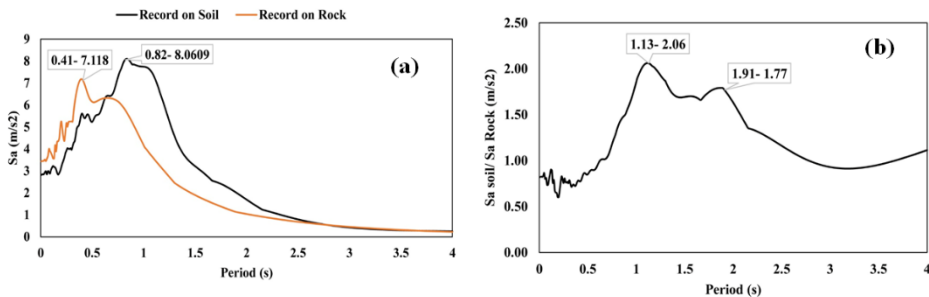 Record on Soil Record on Rock
9
8
7
6
5
4
3
2
1
0
Sa (m/s2)
0.41- 7.118
0.82- 8.0609
(a)
0 0.5 1 1.5 2 2.5 3 3.5 4
Period (s)
2.50
2.00
1.50
1.00
0.50
0.00
Sa soil/ Sa Rock (m/s2)
1.13- 2.06
1.91- 1.77
(b)
0 0.5 1 1.5 2 2.5 3 3.5 4
Period (s)